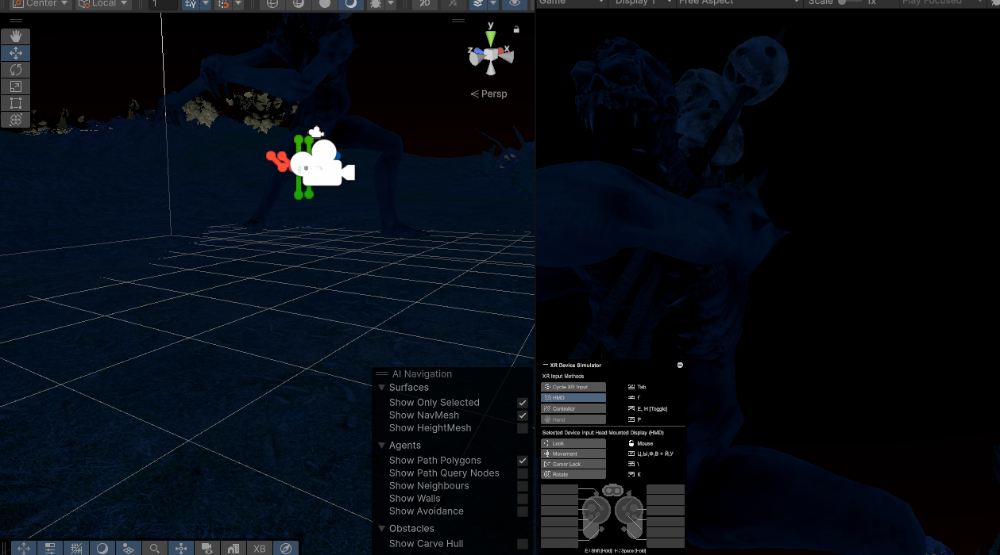 Center
Local
1
2D
Game
Display 1
Free Aspect
Scale
1x
Play Focused
y
z
x
Persp
AI Navigation
Surfaces
Show Only Selected
Show NavMesh
Show HeightMesh
Agents
Show Path Polygons
Show Path Query Nodes
Show Neighbours
Show Walls
Show Avoidance
Obstacles
Show Carve Hull
XB
XR Device Simulator
XR Input Methods
Cycle XR Input Tab
HMD Г
Controller E, H [Toggle]
Hand P
Selected Device Input: Head Mounted Display (HMD)
Look Mouse
Movement Ц,Ы,Ф,В + Й,У
Cursor Lock \
Rotate K
E / Shift [Hold] H / Space [Hold]